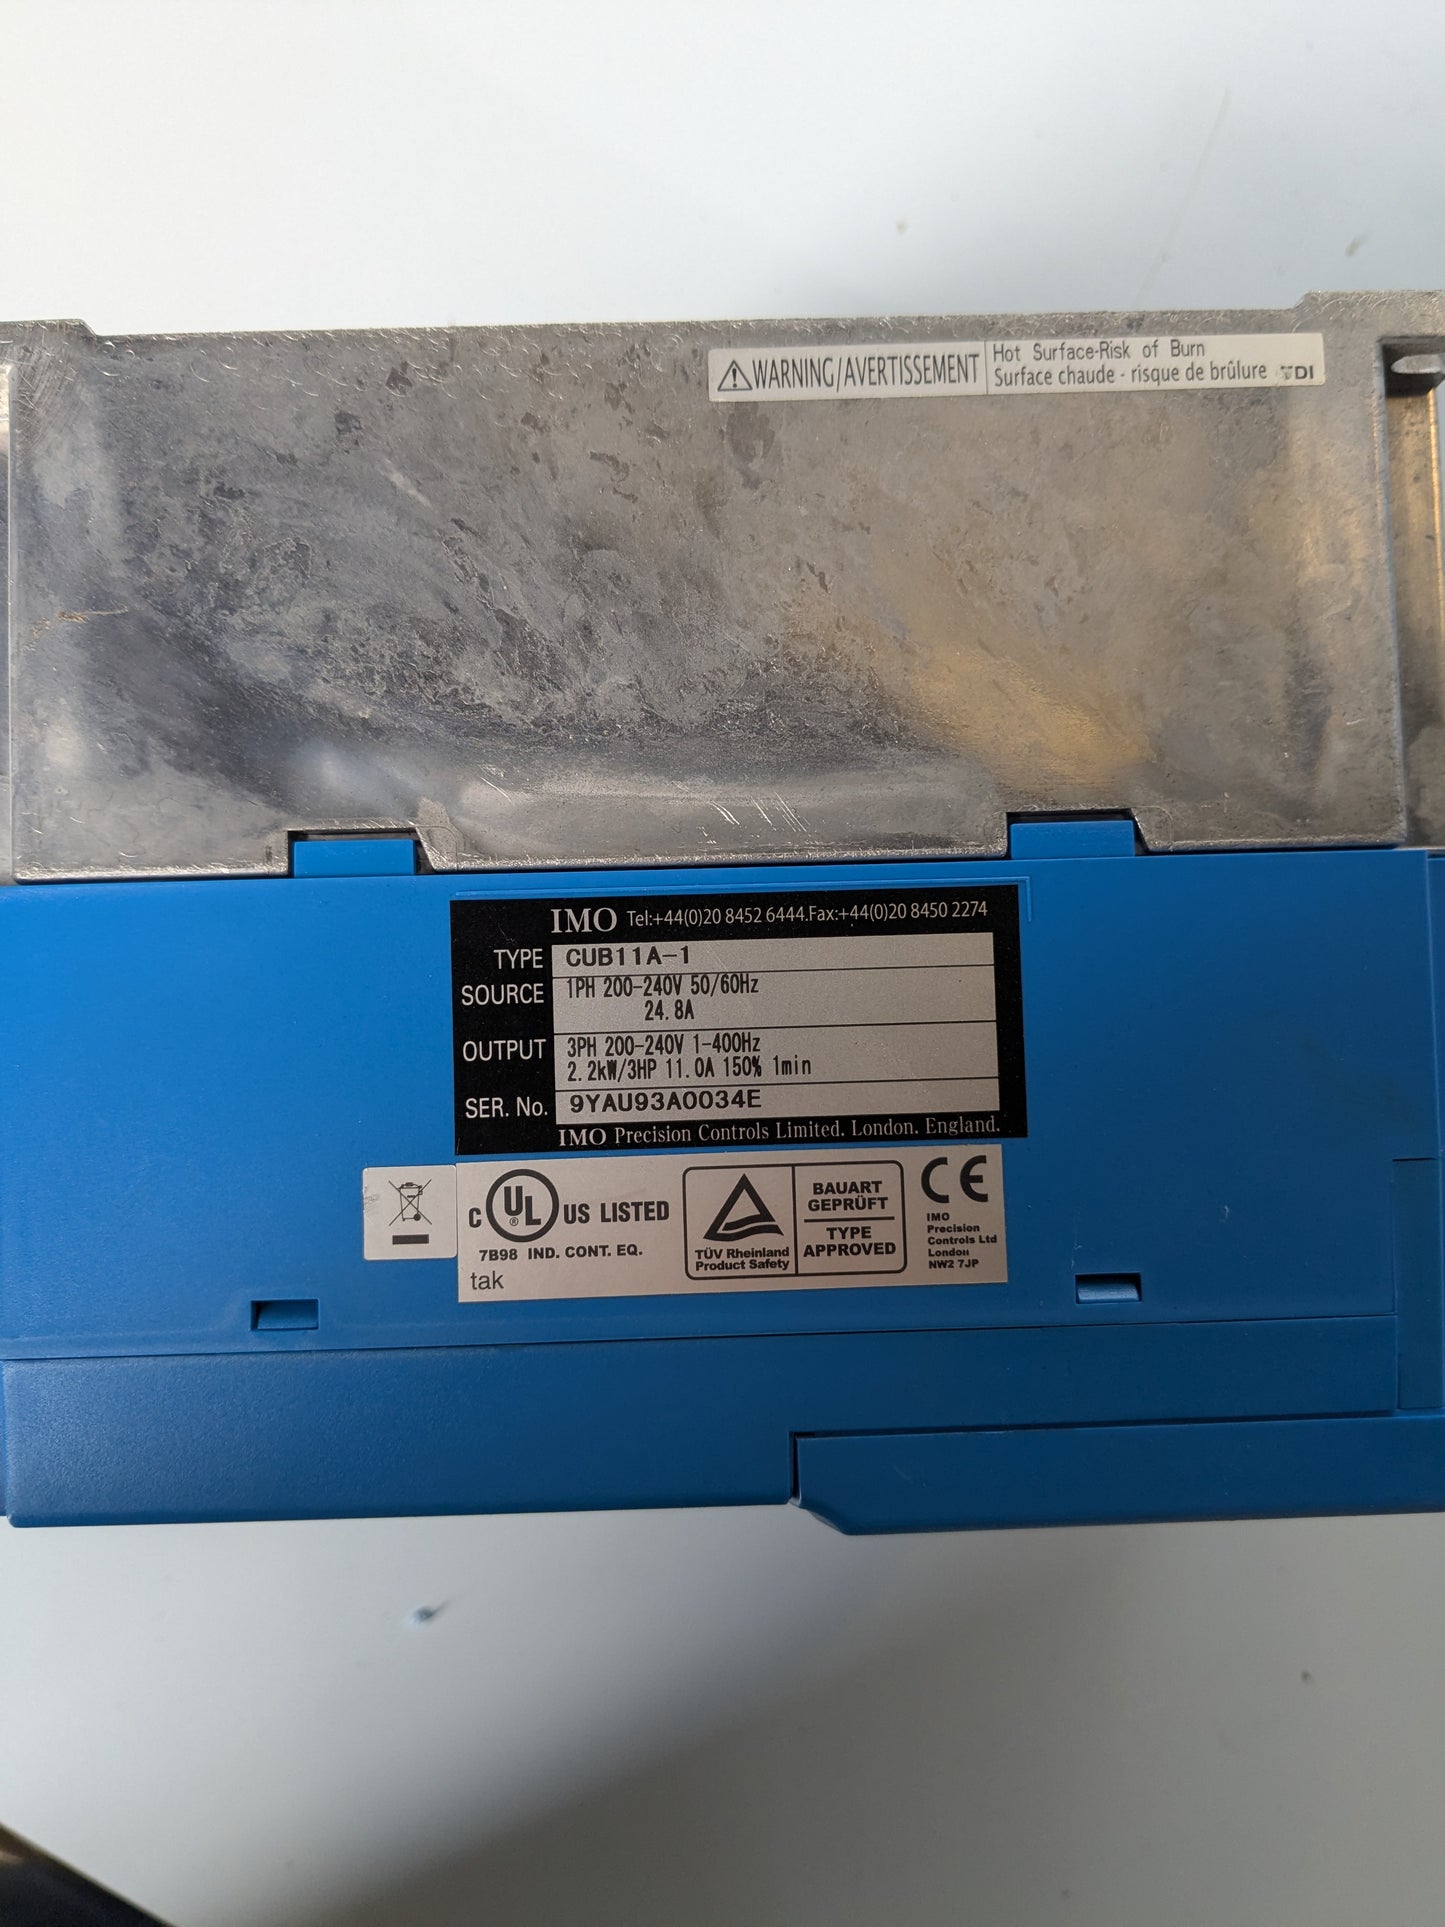 WARNING/AVERTISSEMENT
Hot Surface-Risk of Burn
Surface chaude - risque de brûlure
IMO Tel:+44(0)20 8452 6444.Fax:+44(0)20 8450 2274
TYPE CUB11A-1
SOURCE 1PH 200-240V 50/60Hz
24.8A
OUTPUT 3PH 200-240V 1-400Hz
2.2kW/3HP 11.0A 150% 1min
SER. No. 9YAU93A0034E
IMO Precision Controls Limited. London. England.
C UL ® US LISTED
7B98 IND. CONT. EQ.
tak
TÜV Rheinland
Product Safety
BAUART
GEPRÜFT
TYPE
APPROVED
CE
IMO
Precision
Controls Ltd
London
NW2 7JP